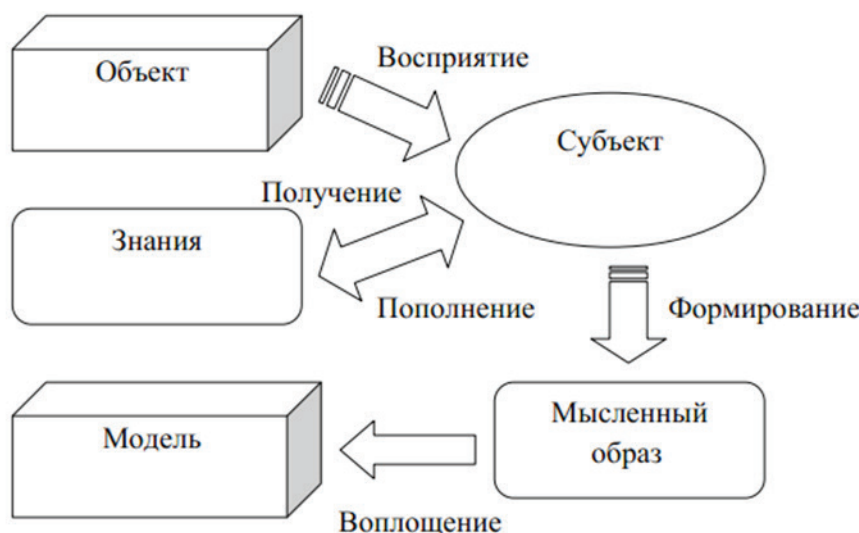 Объект
Восприятие
Субъект
Получение
Знания
Пополнение
Формирование
Модель
Мысленный
образ
Воплощение